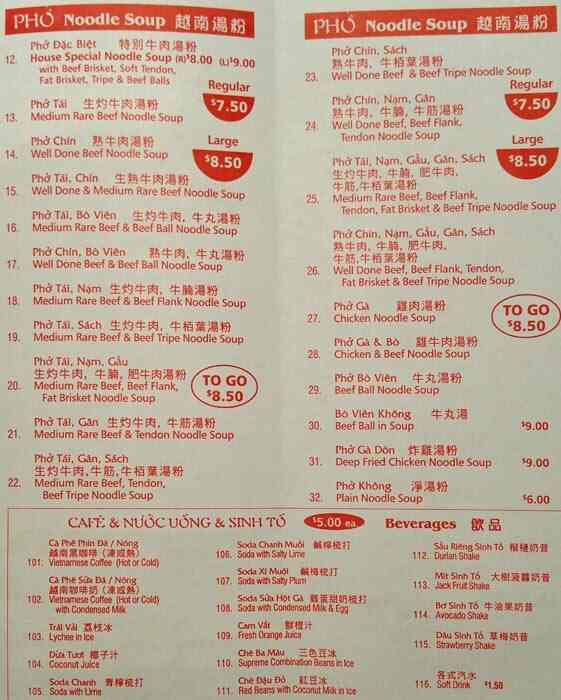 PHỞ Noodle Soup 越南湯粉
Phở Đặc Biệt 特別牛肉湯粉
12. House Special Noodle Soup (R)$8.00 (L)$9.00
with Beef Brisket, Soft Tendon,
Fat Brisket, Tripe & Beef Balls
Regular
$7.50
Phở Tái 生灼牛肉湯粉
13. Medium Rare Beef Noodle Soup
Phở Chín 熟牛肉湯粉
14. Well Done Beef Noodle Soup
Large
$8.50
Phở Tái, Chín 生熟牛肉湯粉
15. Well Done & Medium Rare Beef Noodle Soup
Phở Tái, Bò Viên 生灼牛肉, 牛丸湯粉
16. Medium Rare Beef & Beef Ball Noodle Soup
Phở Chín, Bò Viên 熟牛肉, 牛丸湯粉
17. Well Done Beef & Beef Ball Noodle Soup
Phở Tái, Nạm 生灼牛肉, 牛腩湯粉
18. Medium Rare Beef & Beef Flank Noodle Soup
Phở Tái, Sách 生灼牛肉, 牛栢葉湯粉
19. Medium Rare Beef & Beef Tripe Noodle Soup
Phở Tái, Nạm, Gầu
生灼牛肉, 牛腩, 肥牛肉湯粉
20. Medium Rare Beef, Beef Flank,
Fat Brisket Noodle Soup
TO GO
$8.50
Phở Tái, Gân 生灼牛肉, 牛筋湯粉
21. Medium Rare Beef & Tendon Noodle Soup
Phở Tái, Gân, Sách
生灼牛肉,牛筋,牛栢葉湯粉
22. Medium Rare Beef, Tendon,
Beef Tripe Noodle Soup
PHỞ Noodle Soup 越南湯粉
Phở Chín, Sách
熟牛肉, 牛栢葉湯粉
23. Well Done Beef & Beef Tripe Noodle Soup
Regular
$7.50
Phở Chín, Nạm, Gân
熟牛肉, 牛腩, 牛筋湯粉
24. Well Done Beef, Beef Flank,
Tendon Noodle Soup
Large
$8.50
Phở Tái, Nạm, Gầu, Gân, Sách
生灼牛肉, 牛腩, 肥牛肉,
牛筋,牛栢葉湯粉
25. Medium Rare Beef, Beef Flank,
Tendon, Fat Brisket & Beef Tripe Noodle Soup
Phở Chín, Nạm, Gầu, Gân, Sách
熟牛肉, 牛腩, 肥牛肉,
牛筋,牛栢葉湯粉
26. Well Done Beef, Beef Flank, Tendon,
Fat Brisket & Beef Tripe Noodle Soup
Phở Gà 雞肉湯粉
27. Chicken Noodle Soup
TO GO
$8.50
Phở Gà & Bò 雞牛肉湯粉
28. Chicken & Beef Noodle Soup
Phở Bò Viên 牛丸湯粉
29. Beef Ball Noodle Soup
Bò Viên Không 牛丸湯
30. Beef Ball in Soup $9.00
Phở Gà Dòn 炸雞湯粉
31. Deep Fried Chicken Noodle Soup $9.00
Phở Không 淨湯粉
32. Plain Noodle Soup $6.00
CAFÉ & NƯỚC UỐNG & SINH TỐ $5.00 ea Beverages 飲品
Cà Phê Phin Đá / Nóng
越南黑咖啡 (凍或熱)
101. Vietnamese Coffee (Hot or Cold)
Cà Phê Sữa Đá / Nóng
越南咖啡奶 (凍或熱)
102. Vietnamese Coffee (Hot or Cold)
with Condensed Milk
Trái Vải 荔枝冰
103. Lychee in Ice
Dừa Tươi 椰子汁
104. Coconut Juice
Soda Chanh 青檸梳打
105. Soda with Lime
Soda Chanh Muối 鹹檸梳打
106. Soda with Salty Lime
Soda Xí Muội 鹹梅梳打
107. Soda with Salty Plum
Soda Sữa Hột Gà 雞蛋甜奶梳打
108. Soda with Condensed Milk & Egg
Cam Vắt 鮮橙汁
109. Fresh Orange Juice
Chè Ba Màu 三色豆冰
110. Supreme Combination Beans in Ice
Chè Đậu Đỏ 紅豆冰
111. Red Beans with Coconut Milk in Ice
Sầu Riêng Sinh Tố 榴槤奶昔
112. Durian Shake
Mít Sinh Tố 大樹菠蘿奶昔
113. Jack Fruit Shake
Bơ Sinh Tố 牛油果奶昔
114. Avocado Shake
Dâu Sinh Tố 草莓奶昔
115. Strawberry Shake
各式汽水
116. Soft Drink $1.50